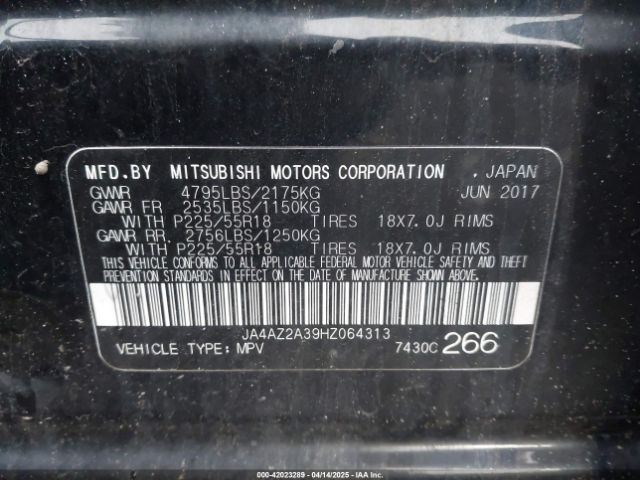 MFD.BY MITSUBISHI MOTORS CORPORATION , JAPAN
GVWR 4795LBS/2175KG JUN 2017
GAWR FR 2535LBS/1150KG
WITH P225/55R18 TIRES 18X7.0J RIMS
GAWR RR 2756LBS/1250KG
WITH P225/55R18 TIRES 18X7.0J RIMS
THIS VEHICLE CONFORMS TO ALL APPLICABLE FEDERAL MOTOR VEHICLE SAFETY AND THEFT
PREVENTION STANDARDS IN EFFECT ON THE DATE OF MANUFACTURE SHOWN ABOVE.
JA4AZ2A39HZ064313
VEHICLE TYPE: MPV 7430C 266
000-42023289 - 04/14/2025 - IAAI.COM